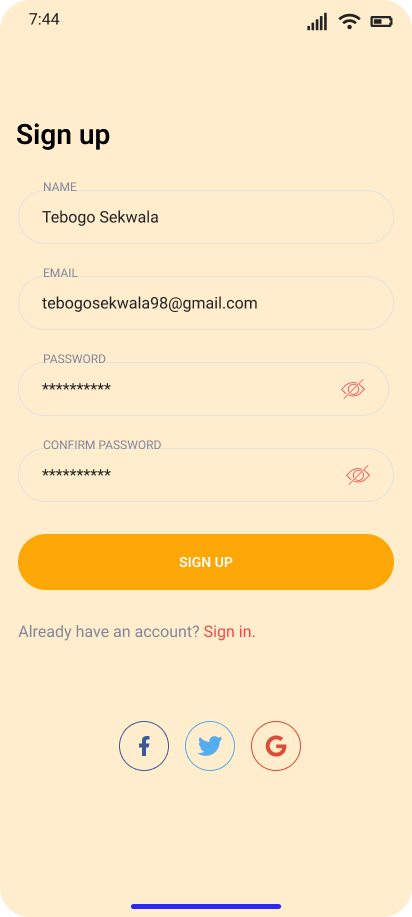 7:44
Sign up
NAME
Tebogo Sekwala
EMAIL
tebogosekwala98@gmail.com
PASSWORD
**********
CONFIRM PASSWORD
**********
SIGN UP
Already have an account? Sign in.